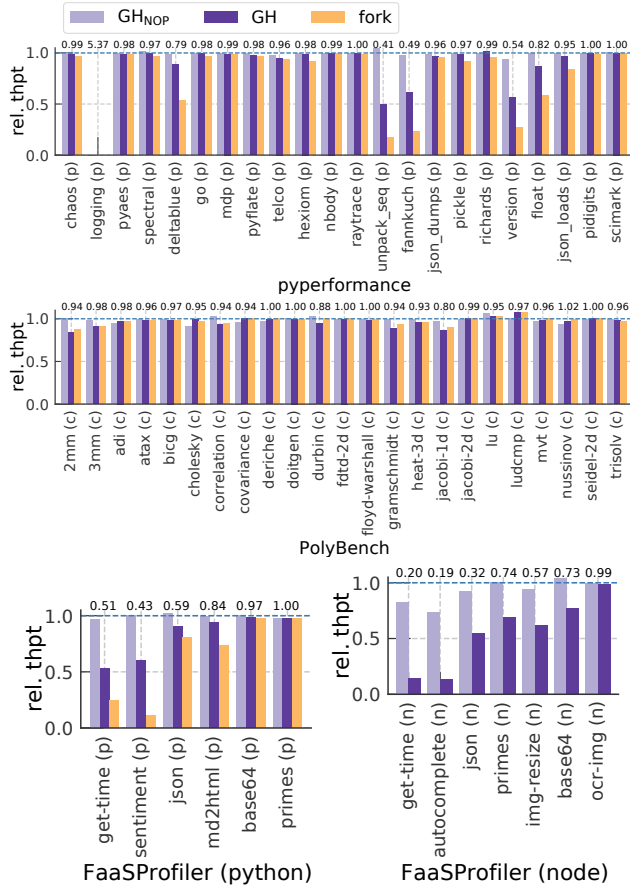 GH_NOP GH fork
0.99 5.37 0.96 0.97 0.79 0.97 0.98 0.98 0.96 0.98 1.00 1.00 0.41 0.49 0.96 0.97 0.99 0.54 0.82 0.95 1.00 1.00
rel. thpt
1.0
0.5
0.0
chaos (p) logging (p) pyaes (p) spectral (p) deltablue (p) go (p) mdp (p) pyflate (p) telco (p) hexiom (p) nbody (p) raytrace (p) unpack_seq (p) fannkuch (p) json_dumps (p) pickle (p) richards (p) version (p) float (p) json_loads (p) pidigits (p) scimark (p)
pyperformance
0.94 0.98 0.98 0.96 0.97 0.95 0.94 0.94 1.00 1.00 0.88 1.00 1.00 0.94 0.93 0.80 0.99 0.95 0.97 0.96 1.02 1.00 0.96
rel. thpt
1.0
0.5
0.0
2mm (c) 3mm (c) adi (c) atax (c) bicg (c) cholesky (c) correlation (c) covariance (c) deriche (c) doitgen (c) durbin (c) fdtd-2d (c) floyd-warshall (c) gramschmidt (c) heat-3d (c) jacobi-1d (c) jacobi-2d (c) lu (c) ludcmp (c) mvt (c) nussinov (c) seidel-2d (c) trisolv (c)
PolyBench
0.51 0.43 0.59 0.84 0.97 1.00
rel. thpt
1.0
0.5
0.0
get-time (p) sentiment (p) json (p) md2html (p) base64 (p) primes (p)
FaaSProfiler (python)
0.20 0.19 0.32 0.74 0.57 0.73 0.99
rel. thpt
1.0
0.5
0.0
get-time (n) autocomplete (n) json (n) primes (n) img-resize (n) base64 (n) ocr-img (n)
FaaSProfiler (node)